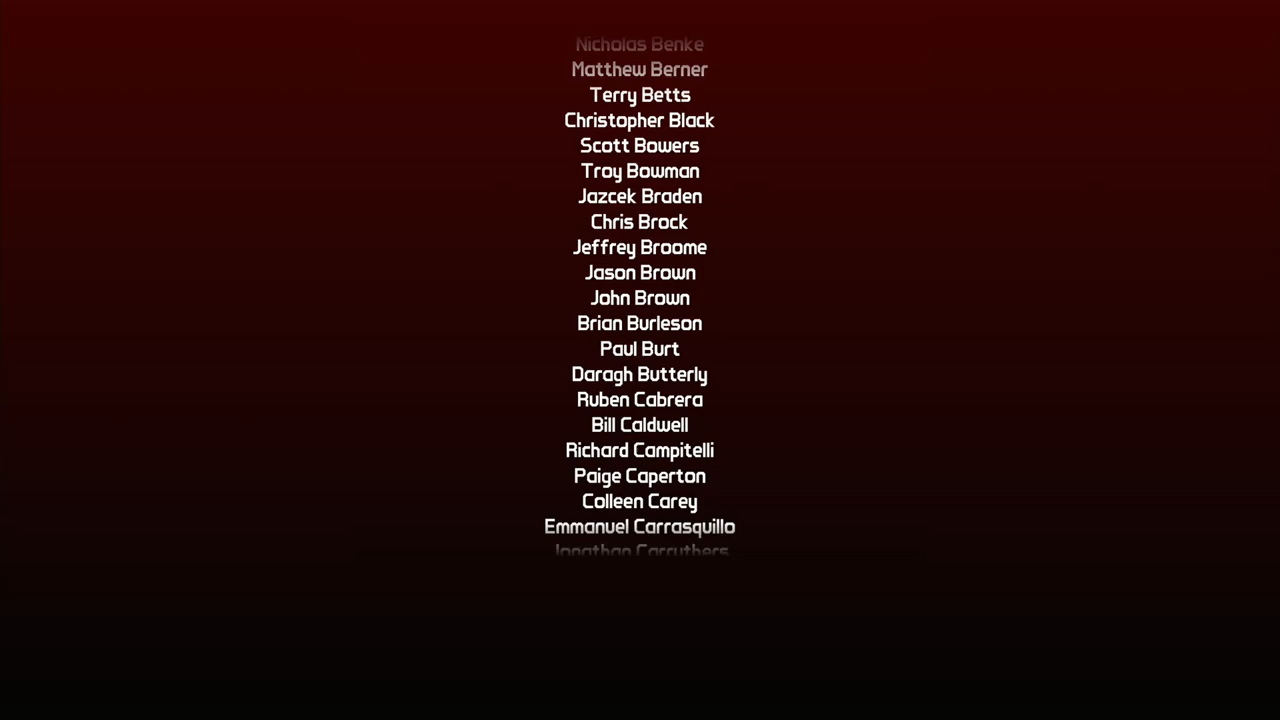 Nicholas Benke
Matthew Berner
Terry Betts
Christopher Black
Scott Bowers
Troy Bowman
Jazcek Braden
Chris Brock
Jeffrey Broome
Jason Brown
John Brown
Brian Burleson
Paul Burt
Daragh Butterly
Ruben Cabrera
Bill Caldwell
Richard Campitelli
Paige Caperton
Colleen Carey
Emmanuel Carrasquillo
Jonathan Carruthers